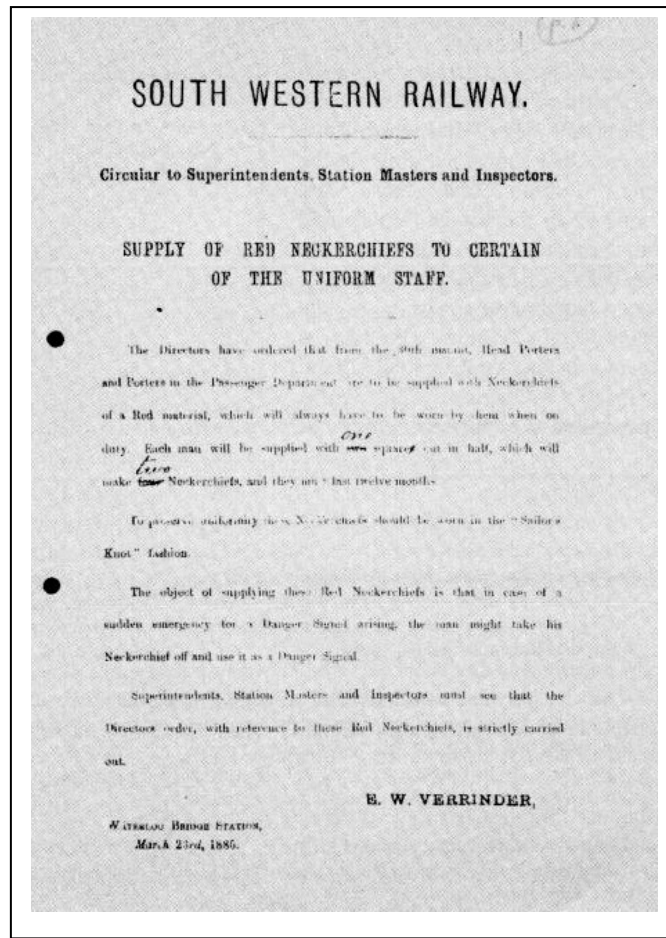 (p.2)
SOUTH WESTERN RAILWAY.
Circular to Superintendents, Station Masters and Inspectors.
SUPPLY OF RED NECKERCHIEFS TO CERTAIN
OF THE UNIFORM STAFF.
The Directors have ordered that from the instant, Head Porters
and Porters in the Passenger Department are to be supplied with Neckerchiefs
of a Red material, which will always have to be worn by them when on
one
duty. Each man will be supplied with two squares cut in half, which will
two
make four Neckerchiefs, and they must last twelve months.
To preserve uniformity these Neckerchiefs should be worn in the "Sailor's
Knot" fashion.
The object of supplying these Red Neckerchiefs is that in case of a
sudden emergency for a Danger Signal arising, the man might take his
Neckerchief off and use it as a Danger Signal.
Superintendents, Station Masters and Inspectors must see that the
Directors order, with reference to these Red Neckerchiefs, is strictly carried
out.
E. W. VERRINDER,
WATERLOO BRIDGE STATION,
March 23rd,